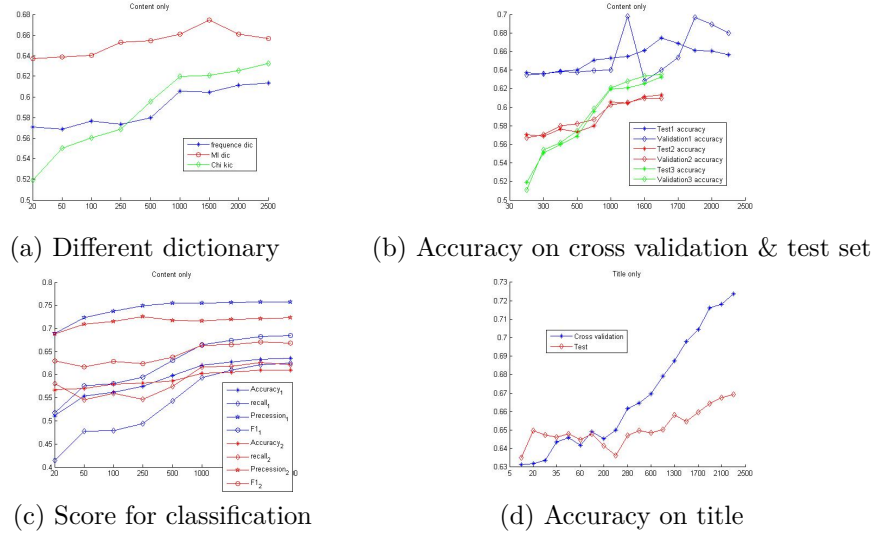 Content only
0.68
0.66
0.64
0.62
0.6
0.58
0.56
0.54
0.52
0.5
20 50 100 250 500 1000 1500 2000 2500
frequence dic
MI dic
Chi kic
(a) Different dictionary
Content only
0.7
0.68
0.66
0.64
0.62
0.6
0.58
0.56
0.54
0.52
0.5
30 300 500 1000 1600 1700 2000 2500
Test1 accuracy
Validation1 accuracy
Test2 accuracy
Validation2 accuracy
Test3 accuracy
Validation3 accuracy
(b) Accuracy on cross validation & test set
Content only
0.8
0.75
0.7
0.65
0.6
0.55
0.5
0.45
0.4
20 50 100 250 500 1000
Accuracy1
recall1
Precession1
F11
Accuracy2
recall2
Precession2
F12
(c) Score for classification
Title only
0.73
0.72
0.71
0.7
0.69
0.68
0.67
0.66
0.65
0.64
0.63
5 20 35 60 200 280 600 1300 1700 2100 2500
Cross validation
Test
(d) Accuracy on title